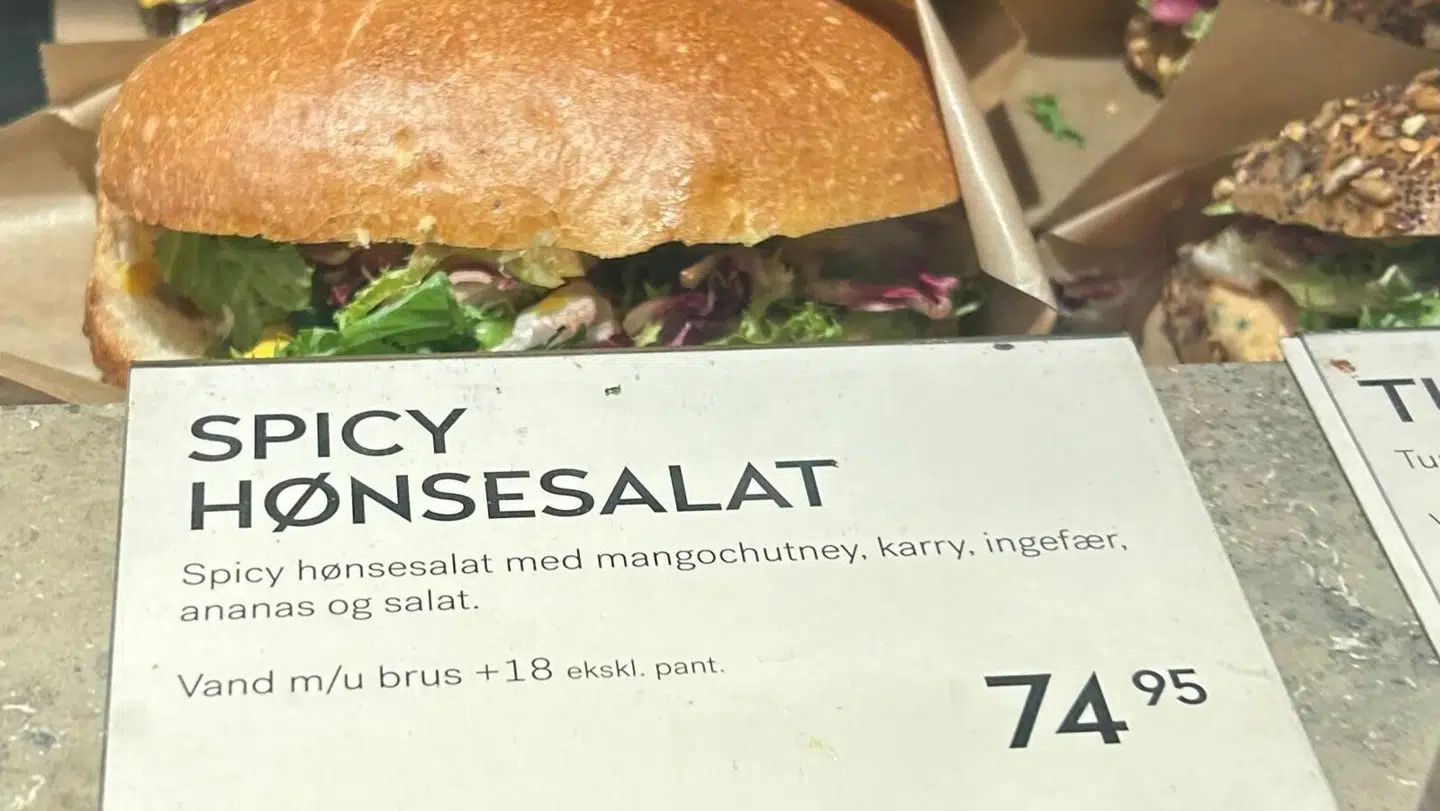 SPICY
HØNSESALAT
Spicy hønsesalat med mangochutney, karry, ingefær,
ananas og salat.
Vand m/u brus +18 ekskl. pant.
74 95